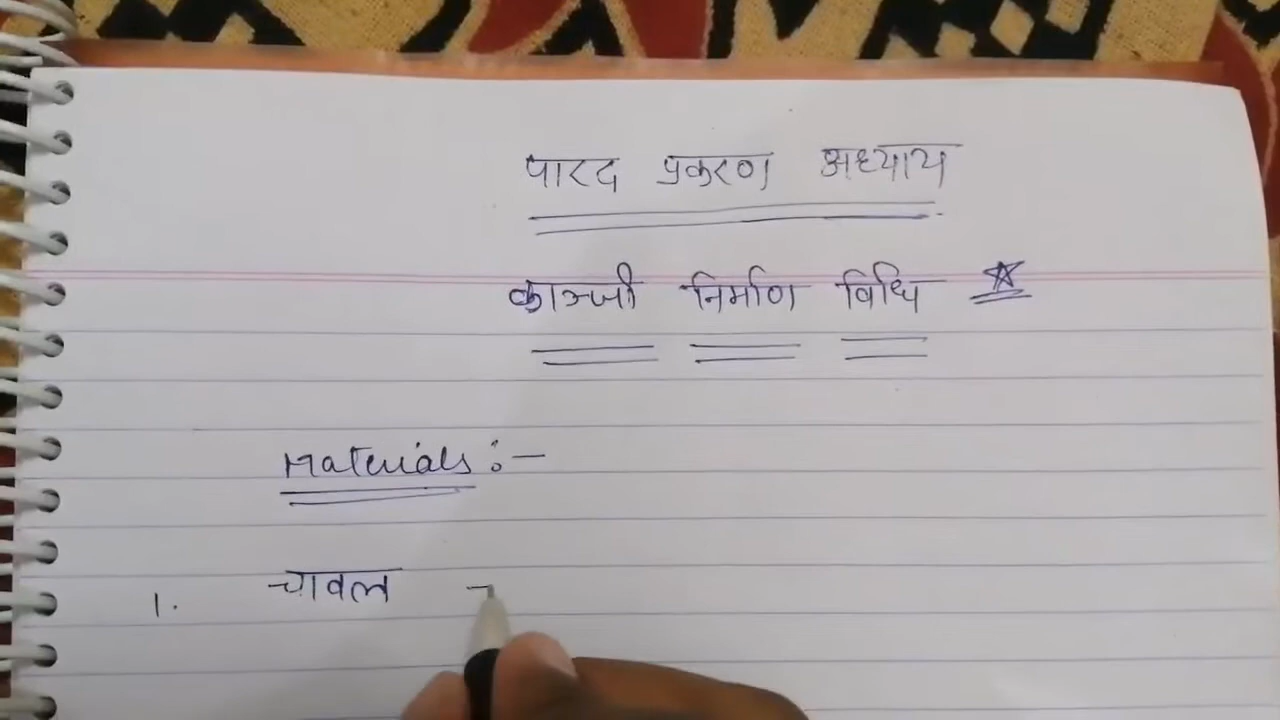 पारद प्रकरण अध्याय
काञ्जी निर्माण विधि
Materials :-
1. चावल -